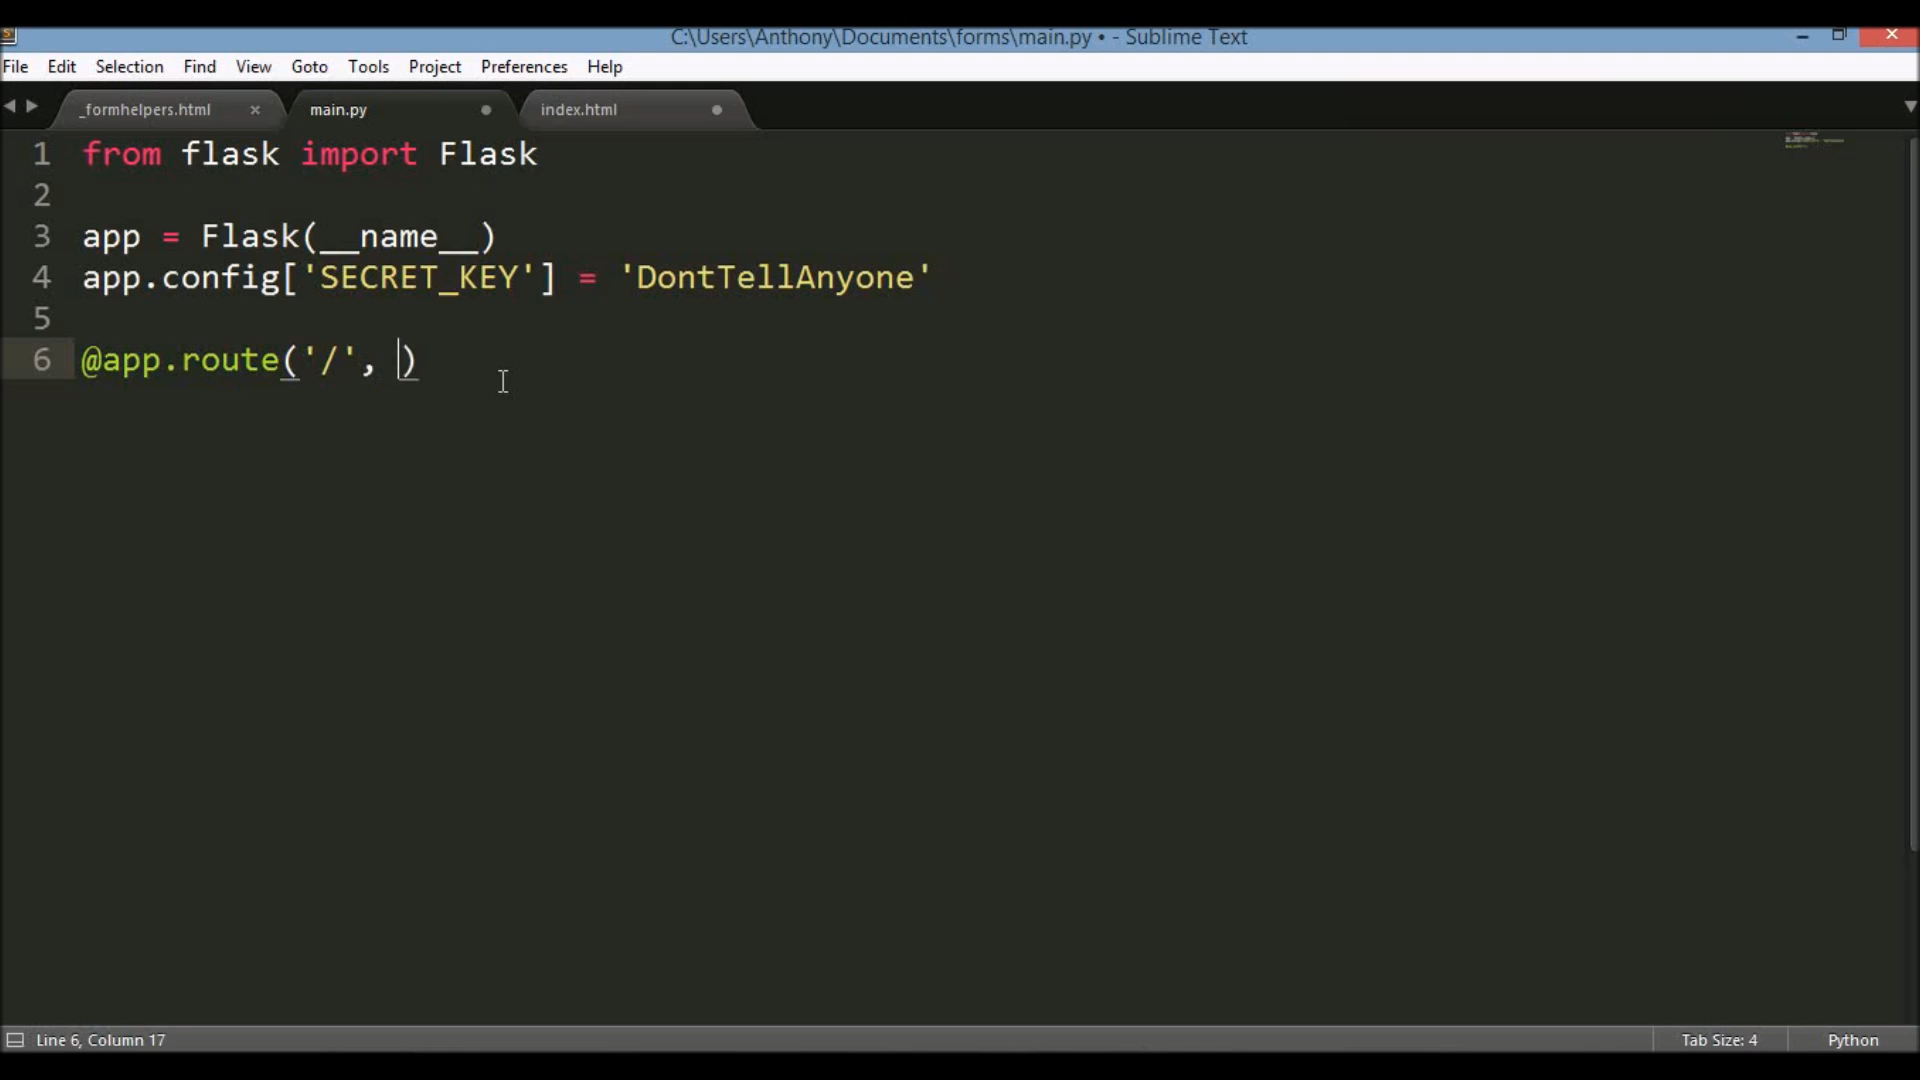 C:\Users\Anthony\Documents\forms\main.py • - Sublime Text
File Edit Selection Find View Goto Tools Project Preferences Help
_formhelpers.html main.py index.html
1 from flask import Flask
2
3 app = Flask(__name__)
4 app.config['SECRET_KEY'] = 'DontTellAnyone'
5
6 @app.route('/', )
Line 6, Column 17 Tab Size: 4 Python